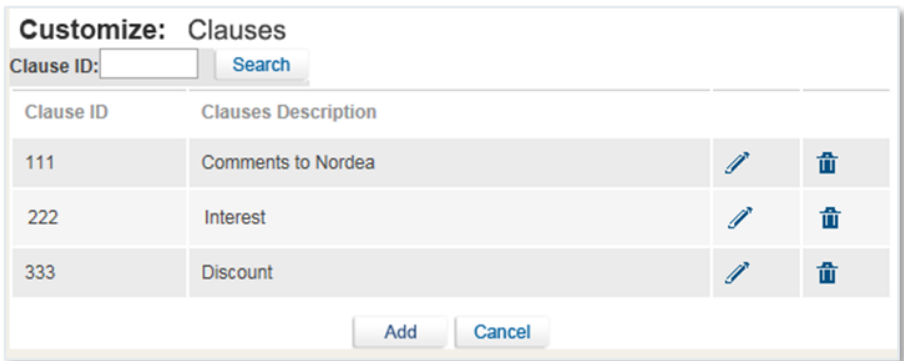 Customize: Clauses
Clause ID: Search
Clause ID Clauses Description
111 Comments to Nordea
222 Interest
333 Discount
Add Cancel